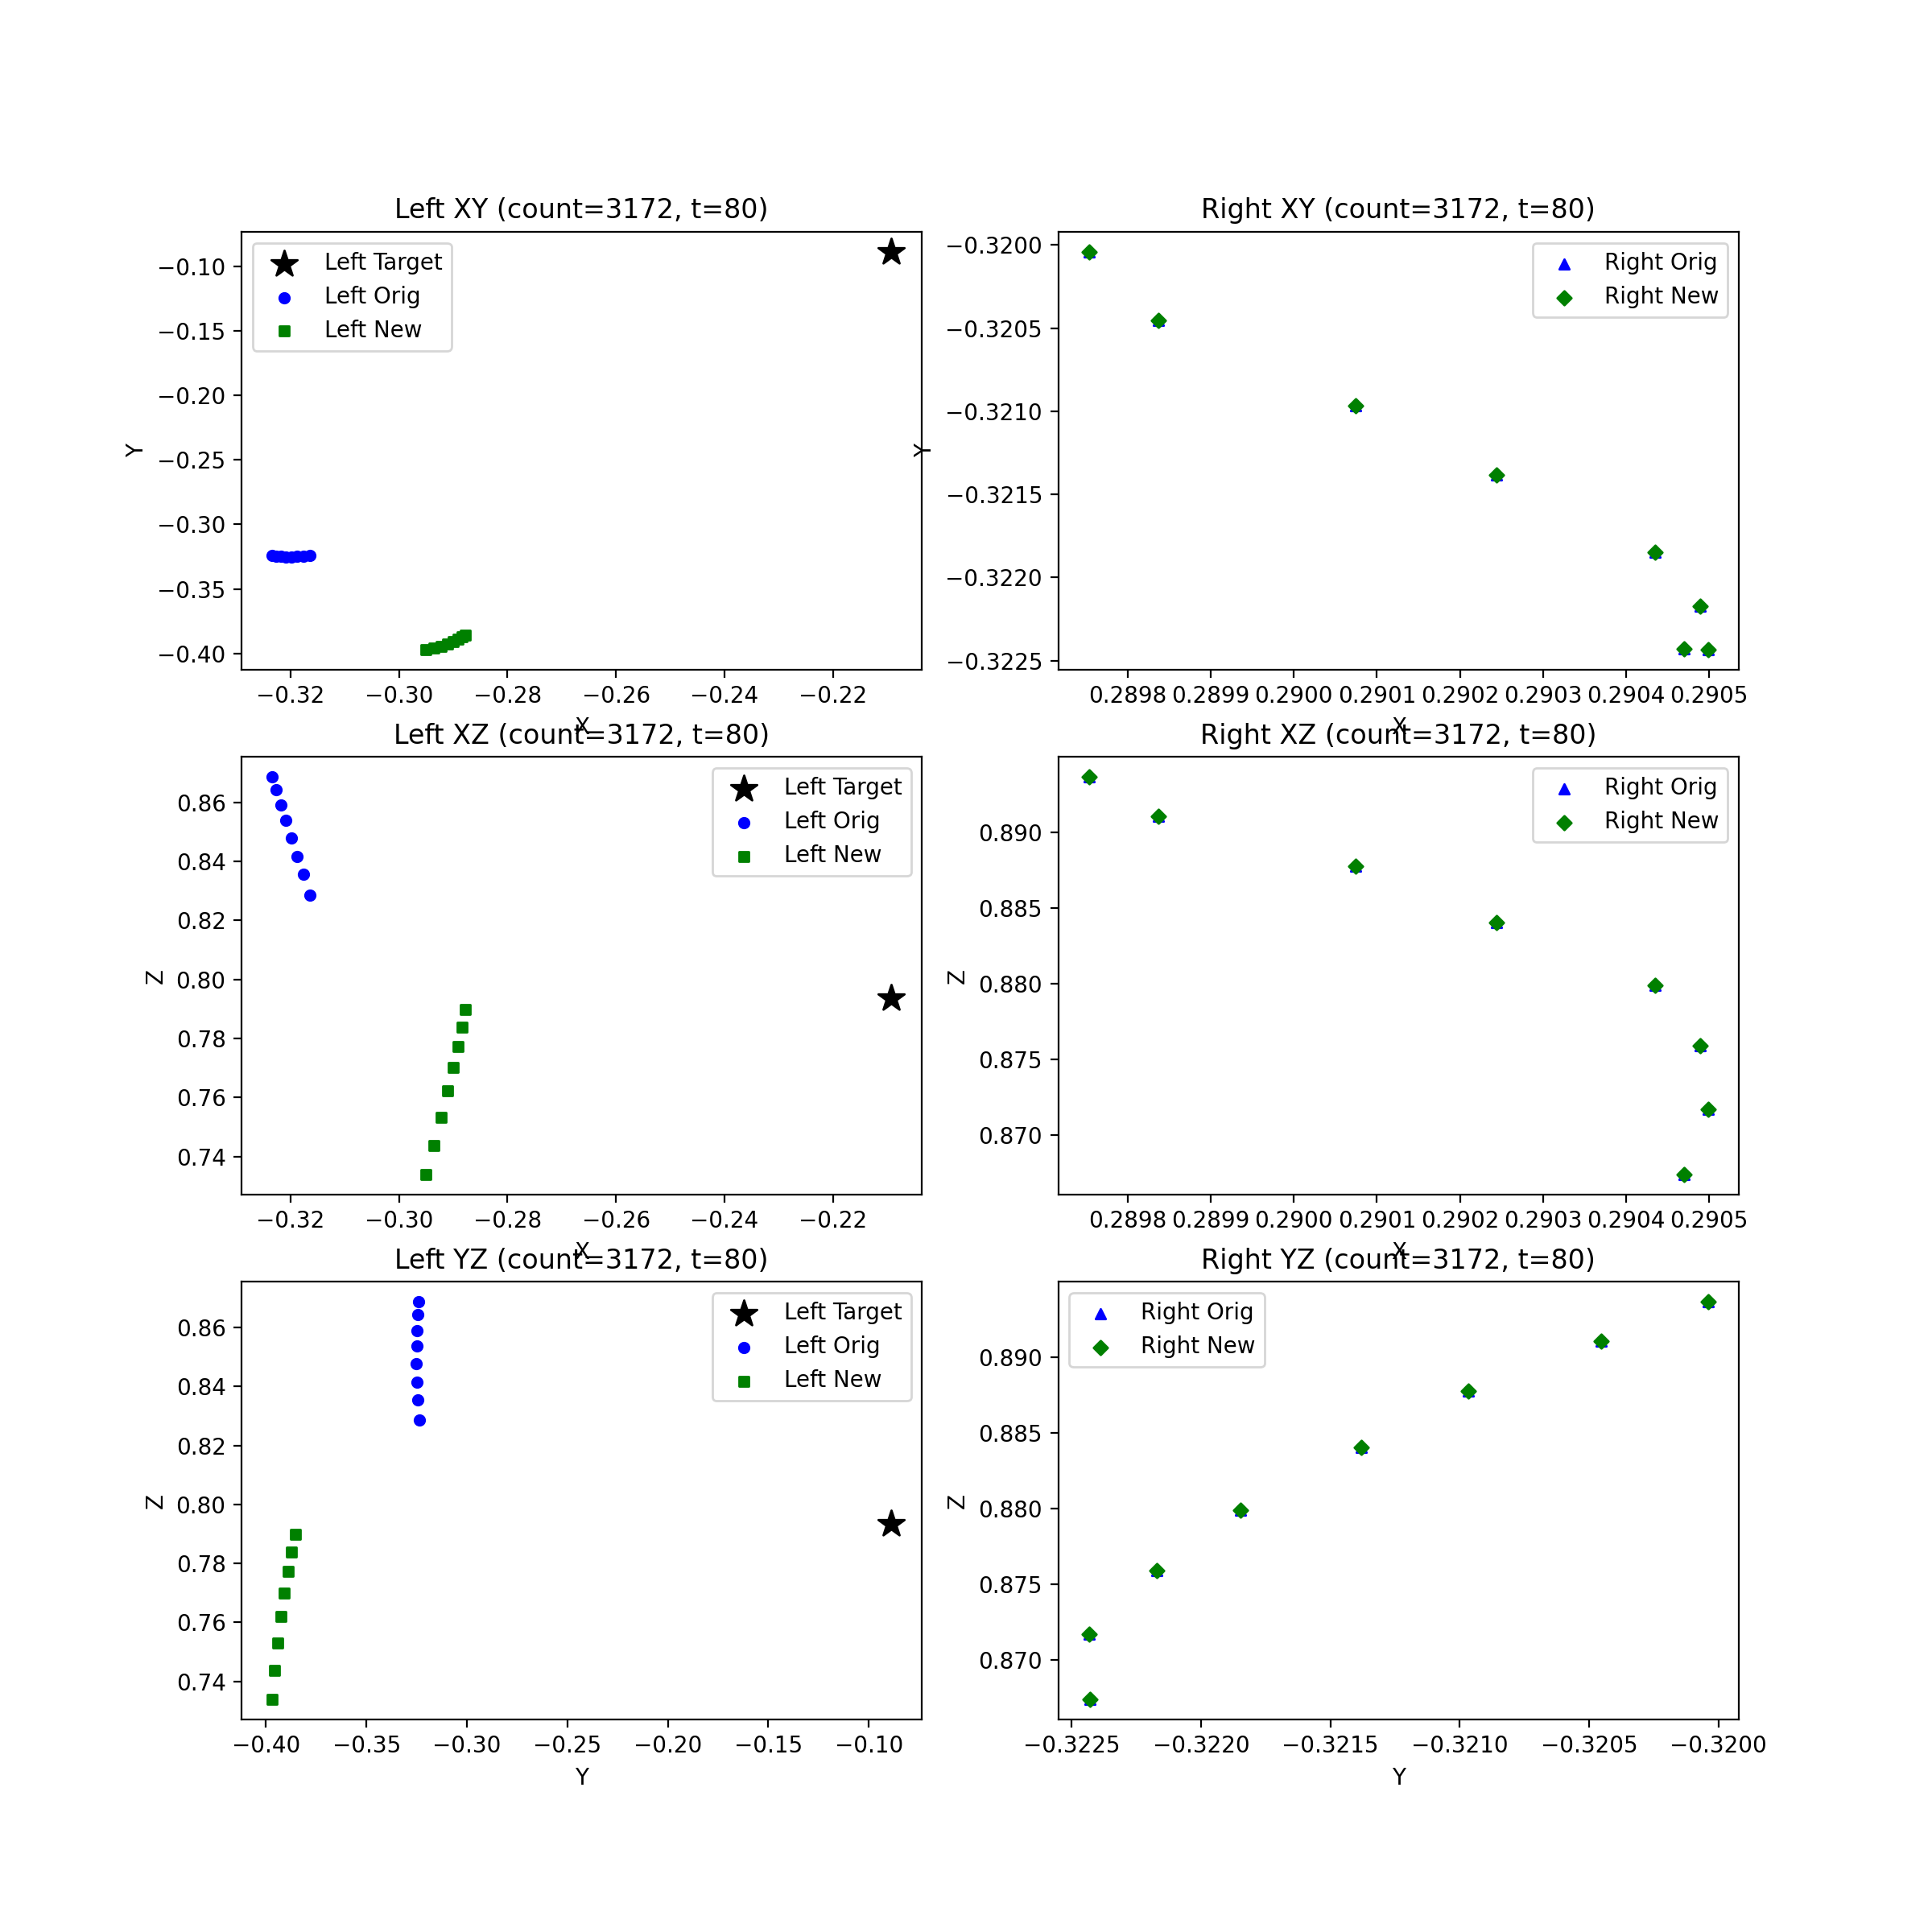 Left XY (count=3172, t=80)
Left Target
Left Orig
Left New
−0.10
−0.15
−0.20
−0.25
−0.30
−0.35
−0.40
Y
−0.32 −0.30 −0.28 −0.26 −0.24 −0.22
X
Right XY (count=3172, t=80)
Right Orig
Right New
−0.3200
−0.3205
−0.3210
−0.3215
−0.3220
−0.3225
Y
0.2898 0.2899 0.2900 0.2901 0.2902 0.2903 0.2904 0.2905
X
Left XZ (count=3172, t=80)
Left Target
Left Orig
Left New
0.86
0.84
0.82
0.80
0.78
0.76
0.74
Z
−0.32 −0.30 −0.28 −0.26 −0.24 −0.22
X
Right XZ (count=3172, t=80)
Right Orig
Right New
0.890
0.885
0.880
0.875
0.870
Z
0.2898 0.2899 0.2900 0.2901 0.2902 0.2903 0.2904 0.2905
X
Left YZ (count=3172, t=80)
Left Target
Left Orig
Left New
0.86
0.84
0.82
0.80
0.78
0.76
0.74
Z
−0.40 −0.35 −0.30 −0.25 −0.20 −0.15 −0.10
Y
Right YZ (count=3172, t=80)
Right Orig
Right New
0.890
0.885
0.880
0.875
0.870
Z
−0.3225 −0.3220 −0.3215 −0.3210 −0.3205 −0.3200
Y